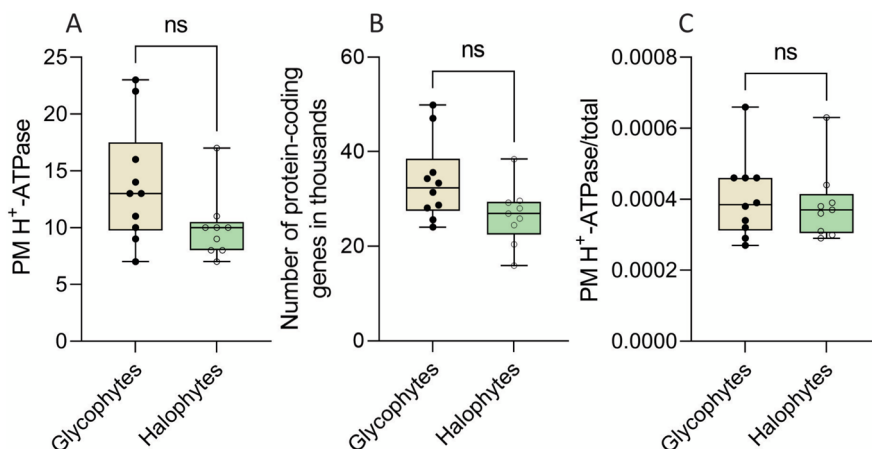 A
ns
PM H⁺-ATPase
25
20
15
10
5
0
Glycophytes
Halophytes
B
ns
Number of protein-coding
genes in thousands
60
40
20
0
Glycophytes
Halophytes
C
ns
PM H⁺-ATPase/total
0.0008
0.0006
0.0004
0.0002
0.0000
Glycophytes
Halophytes